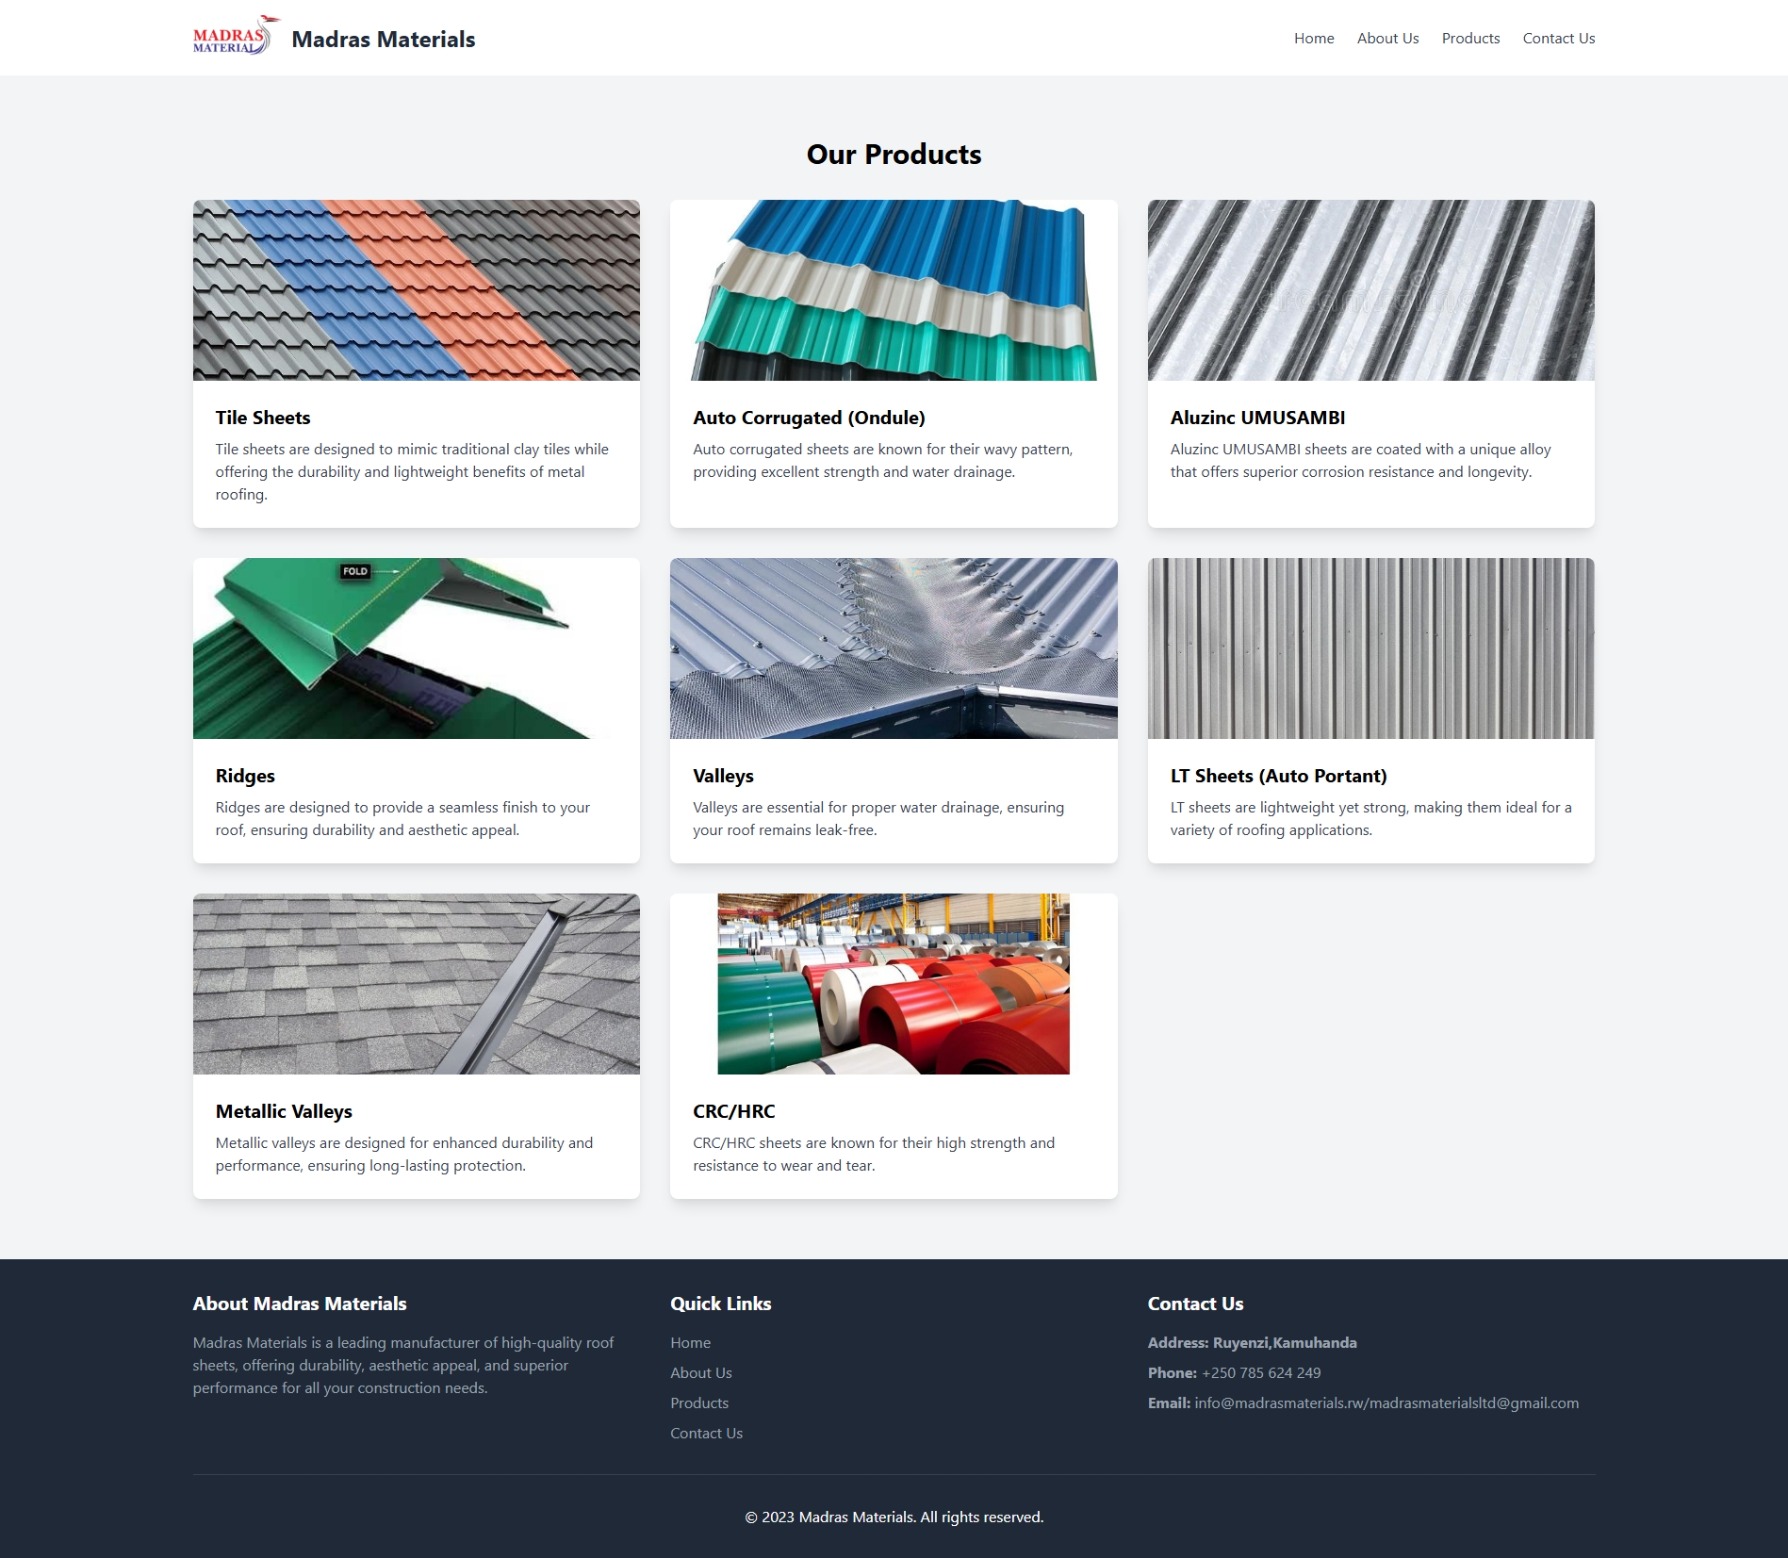 MADRAS
MATERIAL
Madras Materials
Home
About Us
Products
Contact Us
Our Products
Tile Sheets
Tile sheets are designed to mimic traditional clay tiles while
offering the durability and lightweight benefits of metal
roofing.
Auto Corrugated (Ondule)
Auto corrugated sheets are known for their wavy pattern,
providing excellent strength and water drainage.
dreamstime
Aluzinc UMUSAMBI
Aluzinc UMUSAMBI sheets are coated with a unique alloy
that offers superior corrosion resistance and longevity.
FOLD
Ridges
Ridges are designed to provide a seamless finish to your
roof, ensuring durability and aesthetic appeal.
Valleys
Valleys are essential for proper water drainage, ensuring
your roof remains leak-free.
LT Sheets (Auto Portant)
LT sheets are lightweight yet strong, making them ideal for a
variety of roofing applications.
Metallic Valleys
Metallic valleys are designed for enhanced durability and
performance, ensuring long-lasting protection.
CRC/HRC
CRC/HRC sheets are known for their high strength and
resistance to wear and tear.
About Madras Materials
Madras Materials is a leading manufacturer of high-quality roof
sheets, offering durability, aesthetic appeal, and superior
performance for all your construction needs.
Quick Links
Home
About Us
Products
Contact Us
Contact Us
Address: Ruyenzi,Kamuhanda
Phone: +250 785 624 249
Email: info@madrasmaterials.rw/madrasmaterialsltd@gmail.com
© 2023 Madras Materials. All rights reserved.